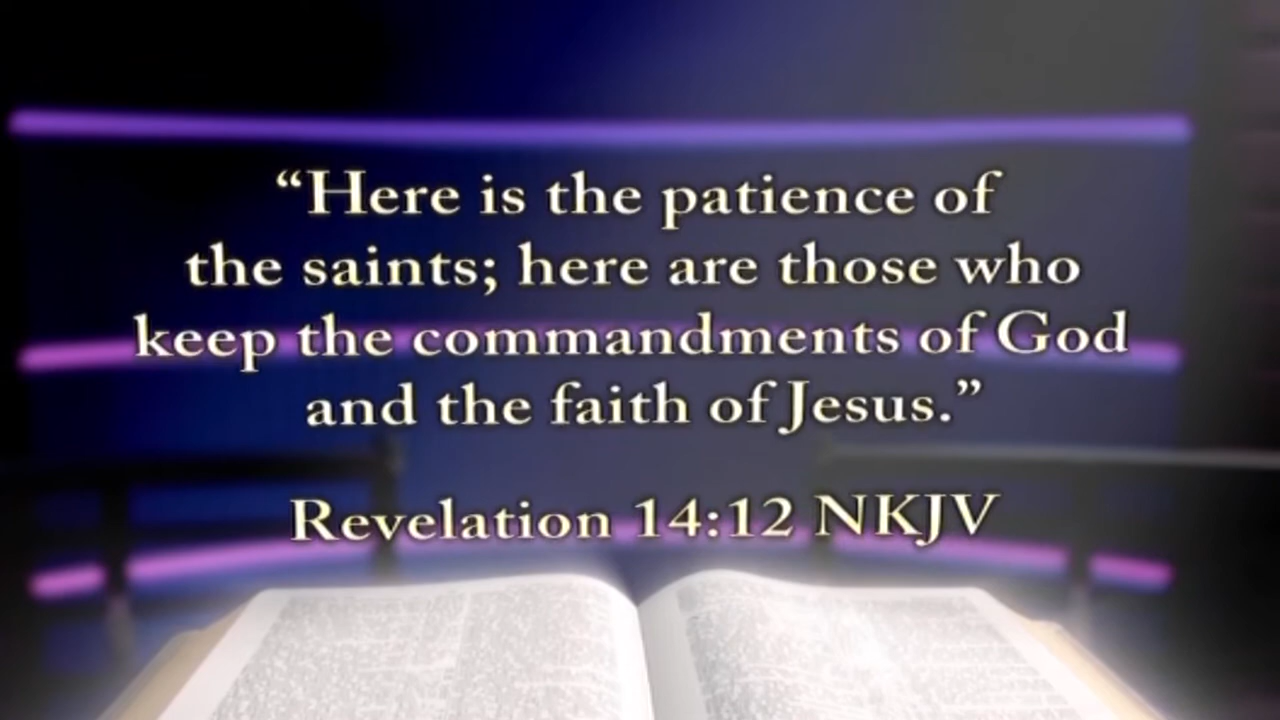 “Here is the patience of
the saints; here are those who
keep the commandments of God
and the faith of Jesus.”
Revelation 14:12 NKJV